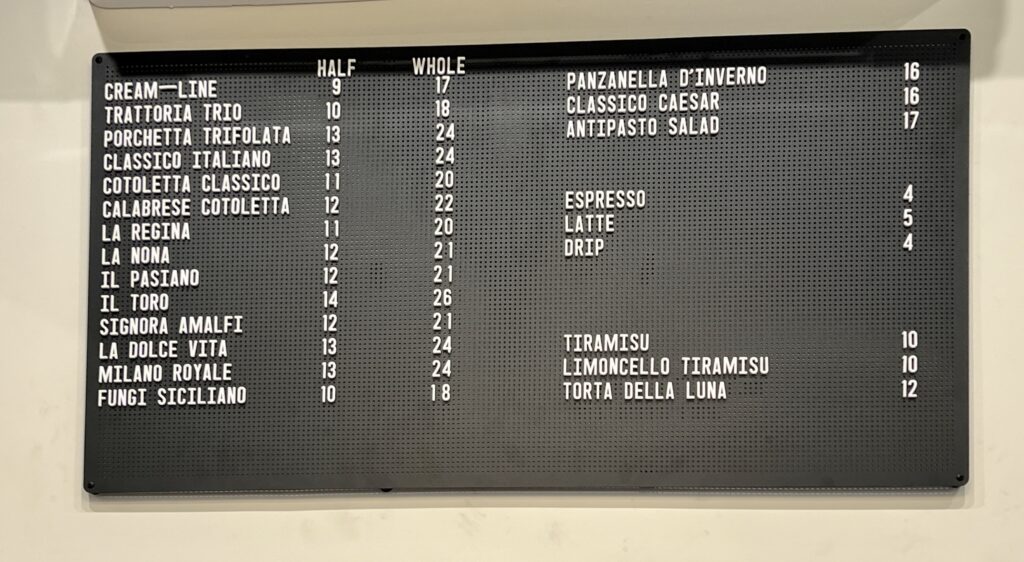 HALF WHOLE
CREAM—LINE 9 17
TRATTORIA TRIO 10 18
PORCHETTA TRIFOLATA 13 24
CLASSICO ITALIANO 13 24
COTOLETTA CLASSICO 11 20
CALABRESE COTOLETTA 12 22
LA REGINA 11 20
LA NONA 12 21
IL PASIANO 12 21
IL TORO 14 26
SIGNORA AMALFI 12 21
LA DOLCE VITA 13 24
MILANO ROYALE 13 24
FUNGI SICILIANO 10 18
PANZANELLA D'INVERNO 16
CLASSICO CAESAR 16
ANTIPASTO SALAD 17
ESPRESSO 4
LATTE 5
DRIP 4
TIRAMISU 10
LIMONCELLO TIRAMISU 10
TORTA DELLA LUNA 12